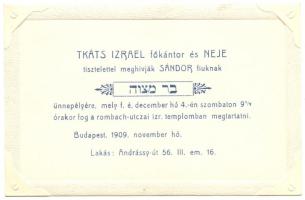 TKÁTS IZRAEL főkántor és NEJE
tisztelettel meghívják SÁNDOR fiuknak
בר מצוה
ünnepélyére, mely f. é. december hó 4.-én szombaton 9¹/₂
órakor fog a rombach-utczai izr. templomban megtartatni.
Budapest, 1909. november hó.
Lakás: Andrássy-út 56. III. em. 16.